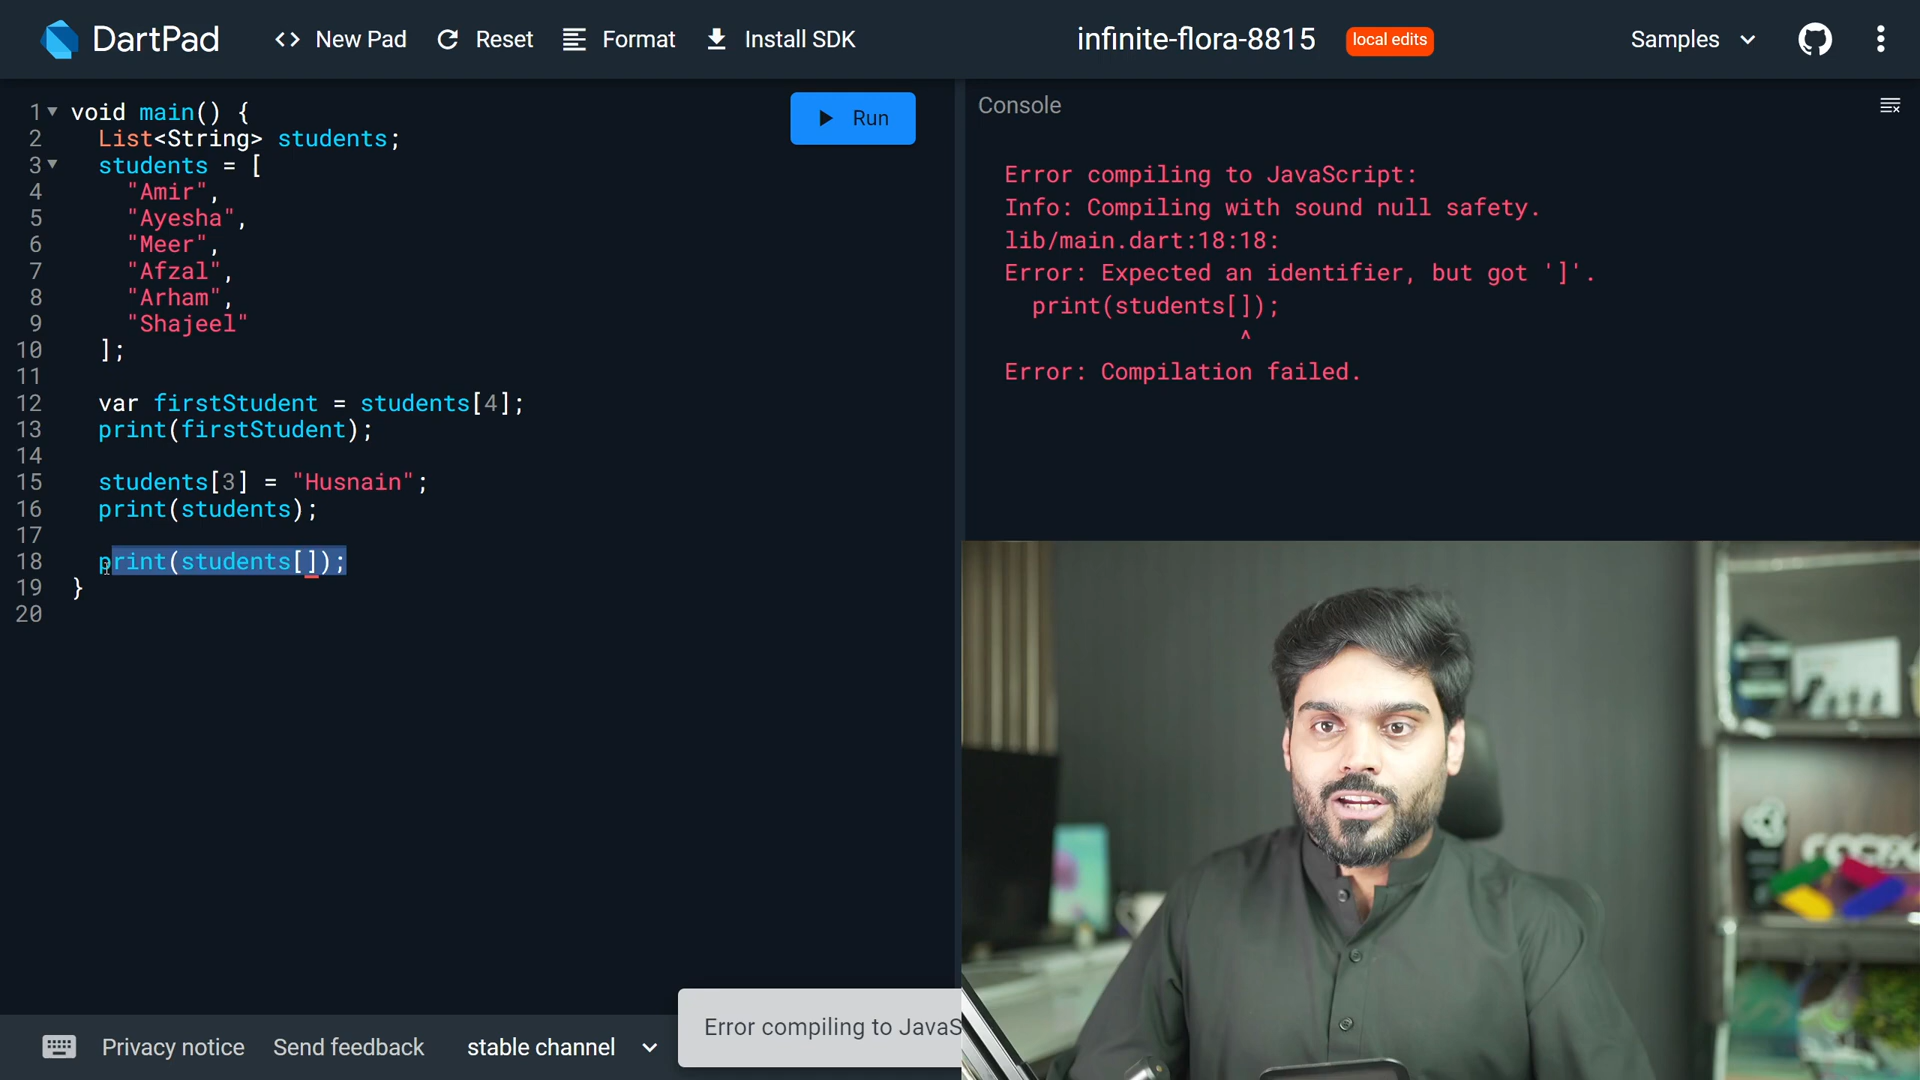 DartPad
<> New Pad
Reset
Format
Install SDK
infinite-flora-8815
local edits
Samples
1 void main() {
2 List<String> students;
3 students = [
4 "Amir",
5 "Ayesha",
6 "Meer",
7 "Afzal",
8 "Arham",
9 "Shajeel"
10 ];
11
12 var firstStudent = students[4];
13 print(firstStudent);
14
15 students[3] = "Husnain";
16 print(students);
17
18 print(students[]);
19 }
20
Run
Console
Error compiling to JavaScript:
Info: Compiling with sound null safety.
lib/main.dart:18:18:
Error: Expected an identifier, but got ']'.
print(students[]);
^
Error: Compilation failed.
Privacy notice
Send feedback
stable channel
Error compiling to JavaS